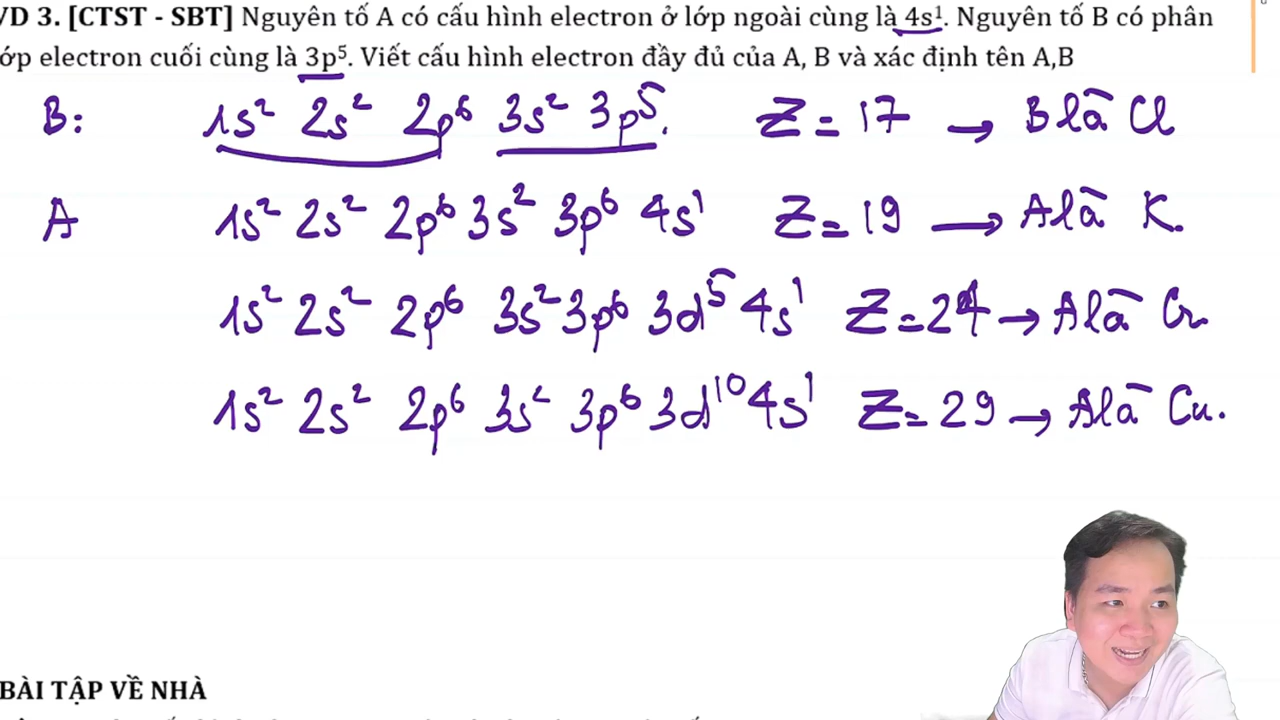 VD 3. [CTST - SBT] Nguyên tố A có cấu hình electron ở lớp ngoài cùng là 4s¹. Nguyên tố B có phân
ớp electron cuối cùng là 3p⁵. Viết cấu hình electron đầy đủ của A, B và xác định tên A,B
B: 1s² 2s² 2p⁶ 3s² 3p⁵. Z = 17 → B là Cl
A 1s² 2s² 2p⁶ 3s² 3p⁶ 4s¹ Z = 19 → A là K.
1s² 2s² 2p⁶ 3s² 3p⁶ 3d⁵ 4s¹ Z = 24 → A là Cr
1s² 2s² 2p⁶ 3s² 3p⁶ 3d¹⁰ 4s¹ Z = 29 → A là Cu.
BÀI TẬP VỀ NHÀ